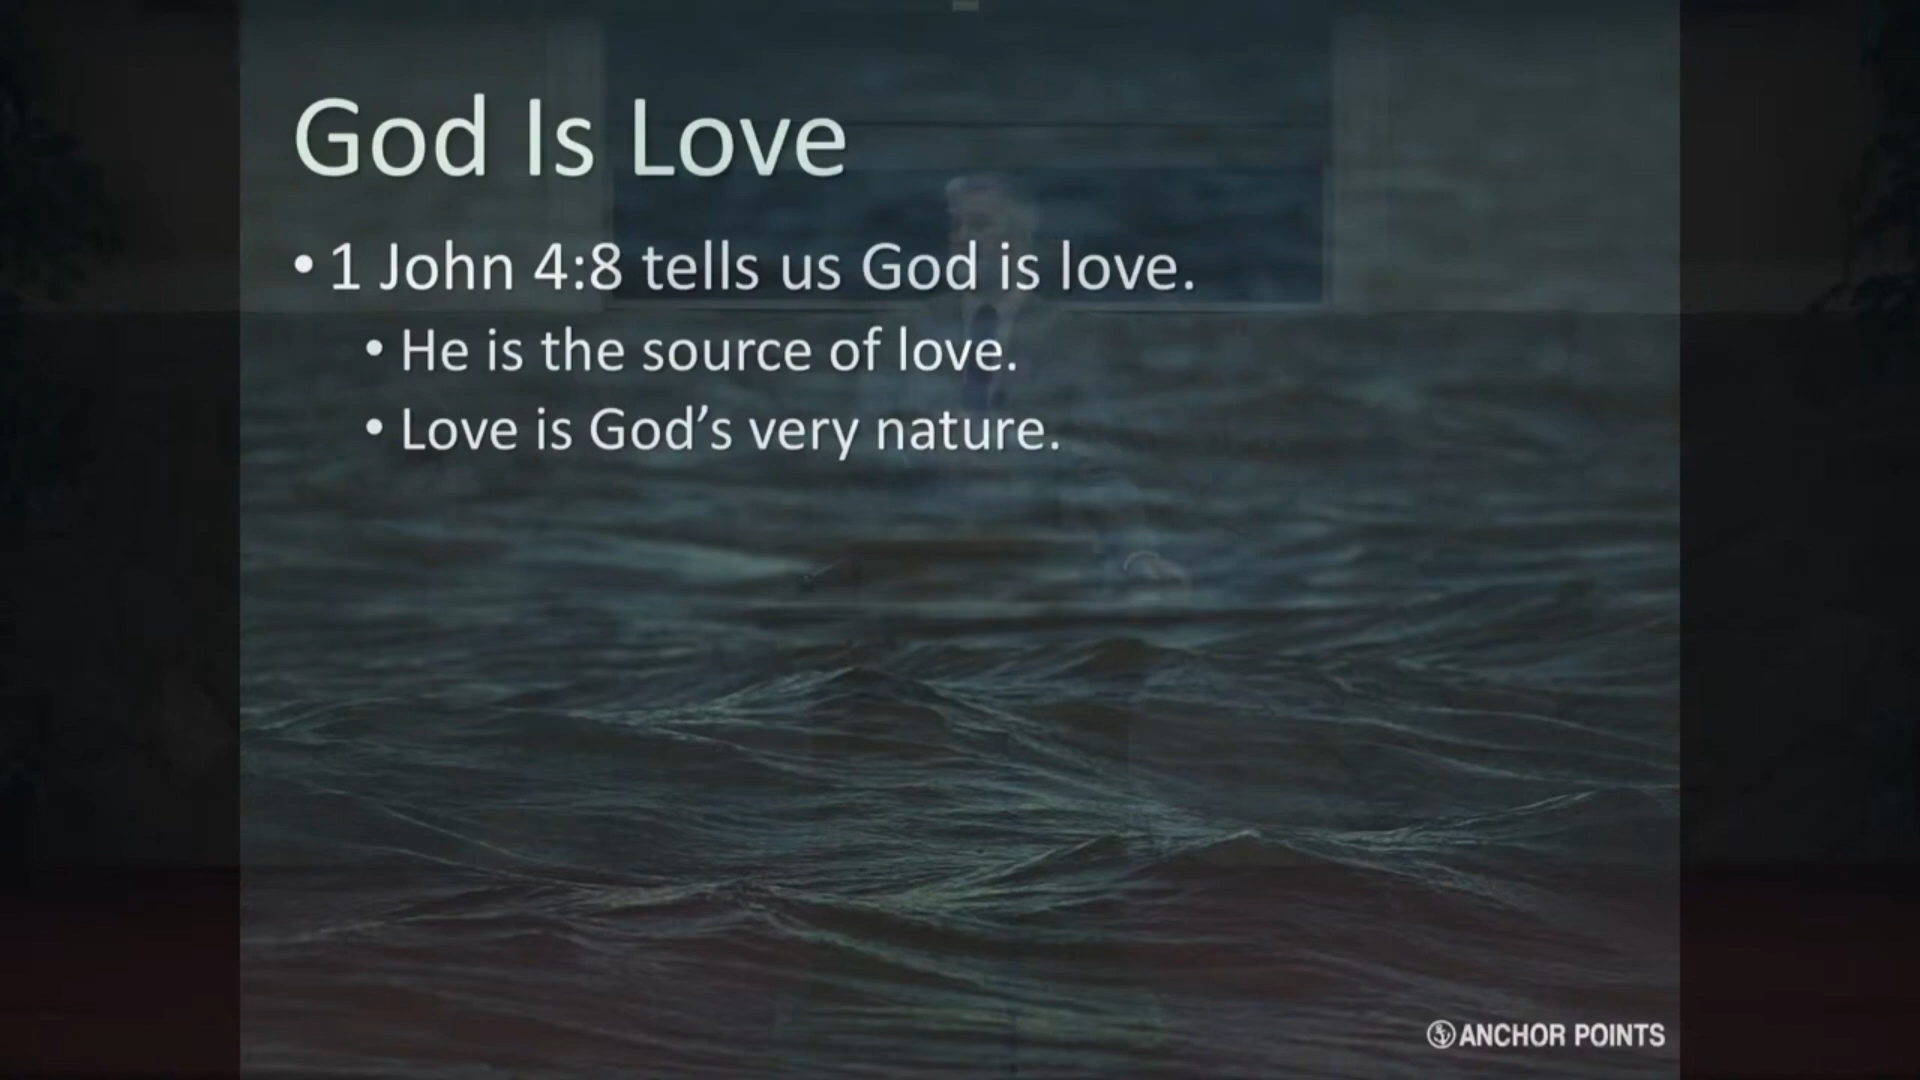 God Is Love
• 1 John 4:8 tells us God is love.
• He is the source of love.
• Love is God’s very nature.
ANCHOR POINTS